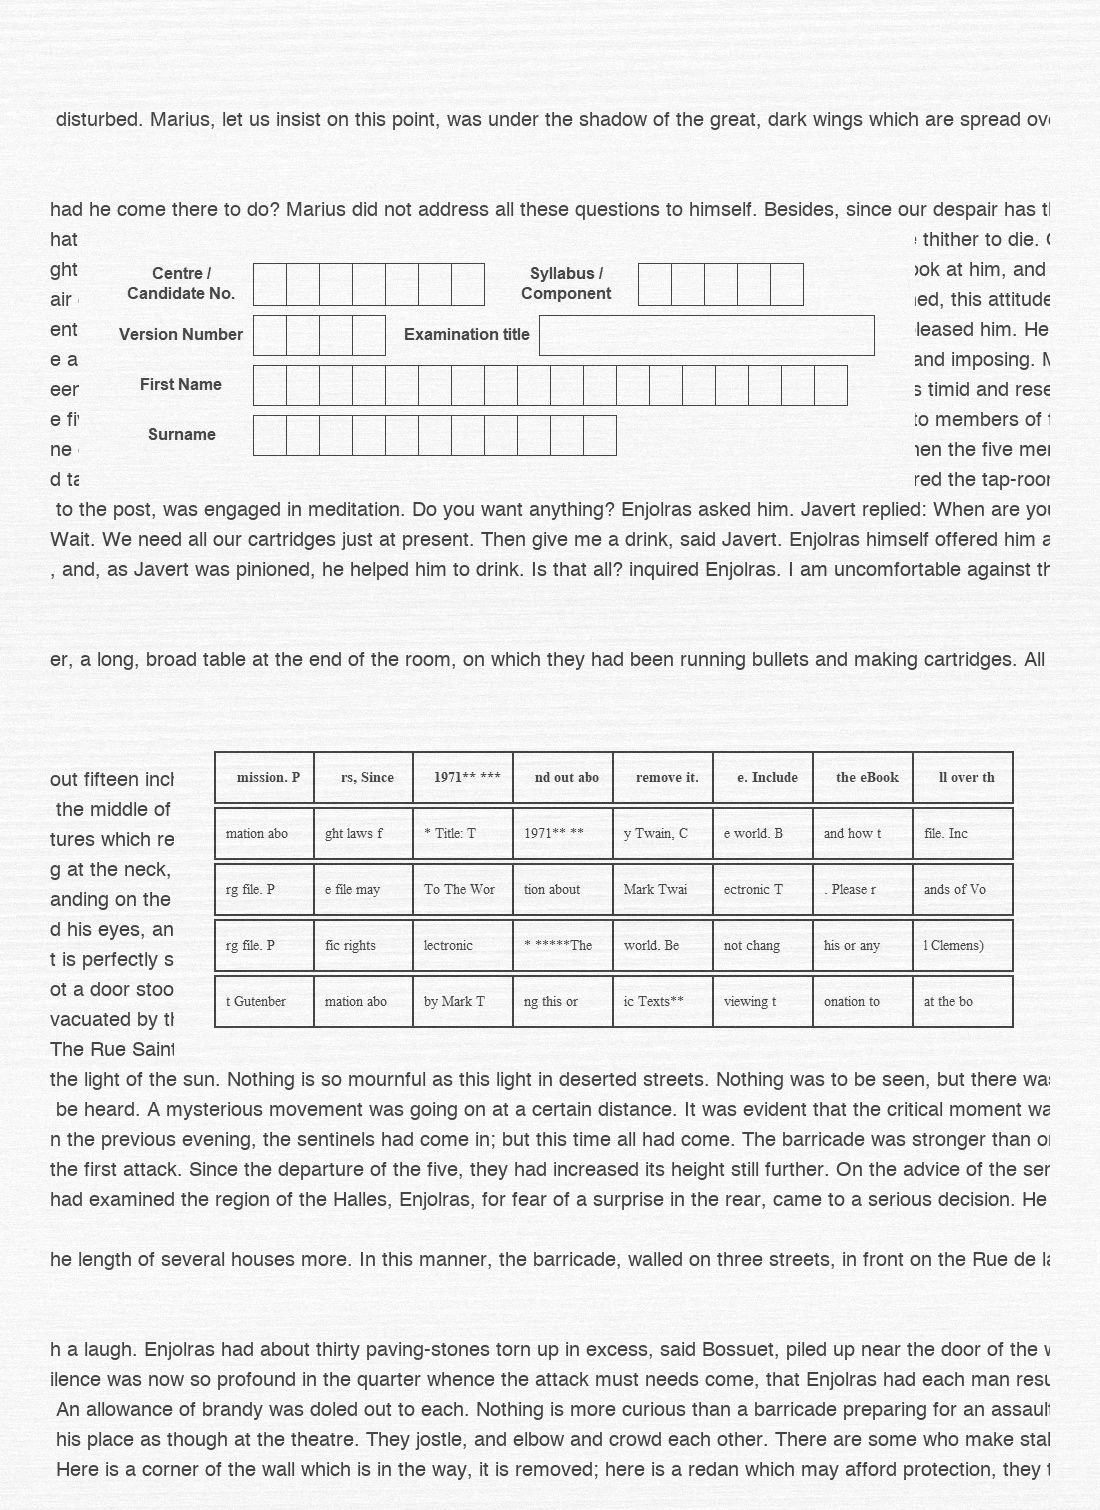 disturbed. Marius, let us insist on this point, was under the shadow of the great, dark wings which are spread
had he come there to do? Marius did not address all these questions to himself. Besides, since our despair has
hat thither to die.
ght ook at him, and
air ed, this attitude
ent leased him. He
e a and imposing.
een s timid and rese
e to members of
ne en the five mem
d ta red the tap-room
Centre / Candidate No. Syllabus / Component
Version Number Examination title
First Name
Surname
to the post, was engaged in meditation. Do you want anything? Enjolras asked him. Javert replied: When are you
Wait. We need all our cartridges just at present. Then give me a drink, said Javert. Enjolras himself offered him a
, and, as Javert was pinioned, he helped him to drink. Is that all? inquired Enjolras. I am uncomfortable against th
er, a long, broad table at the end of the room, on which they had been running bullets and making cartridges. All
out fifteen incl
the middle of
tures which re
g at the neck,
anding on the
d his eyes, an
t is perfectly s
ot a door stoo
vacuated by th
The Rue Saint
mission. P rs, Since 1971** *** nd out abo remove it. e. Include the eBook ll over th
mation abo ght laws f * Title: T 1971** ** y Twain, C e world. B and how t file. Inc
rg file. P e file may To The Wor tion about Mark Twai ectronic T . Please r ands of Vo
rg file. P fic rights lectronic * *****The world. Be not chang his or any l Clemens)
t Gutenber mation abo by Mark T ng this or ic Texts** viewing t onation to at the bo
the light of the sun. Nothing is so mournful as this light in deserted streets. Nothing was to be seen, but there was
be heard. A mysterious movement was going on at a certain distance. It was evident that the critical moment wa
n the previous evening, the sentinels had come in; but this time all had come. The barricade was stronger than on
the first attack. Since the departure of the five, they had increased its height still further. On the advice of the sen
had examined the region of the Halles, Enjolras, for fear of a surprise in the rear, came to a serious decision. He
he length of several houses more. In this manner, the barricade, walled on three streets, in front on the Rue de la
h a laugh. Enjolras had about thirty paving-stones torn up in excess, said Bossuet, piled up near the door of the
ilence was now so profound in the quarter whence the attack must needs come, that Enjolras had each man resu
An allowance of brandy was doled out to each. Nothing is more curious than a barricade preparing for an assault
his place as though at the theatre. They jostle, and elbow and crowd each other. There are some who make stal
Here is a corner of the wall which is in the way, it is removed; here is a redan which may afford protection, they